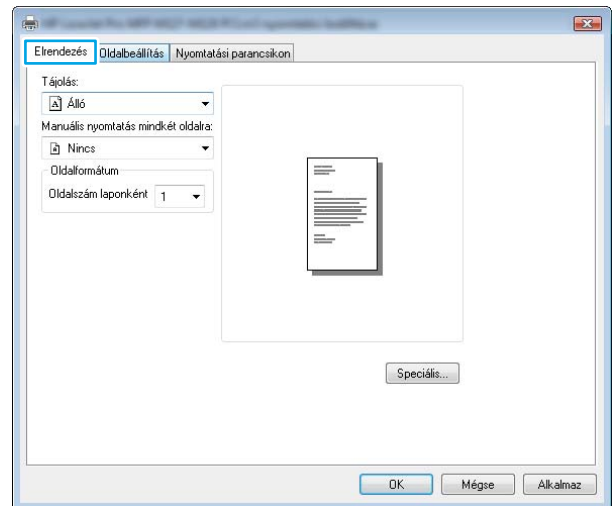 Elrendezés Oldalbeállítás Nyomtatási parancsikon
Tájolás:
Álló
Manuális nyomtatás mindkét oldalra:
Nincs
Oldalformátum
Oldalszám laponként 1
Speciális...
OK Mégse Alkalmaz